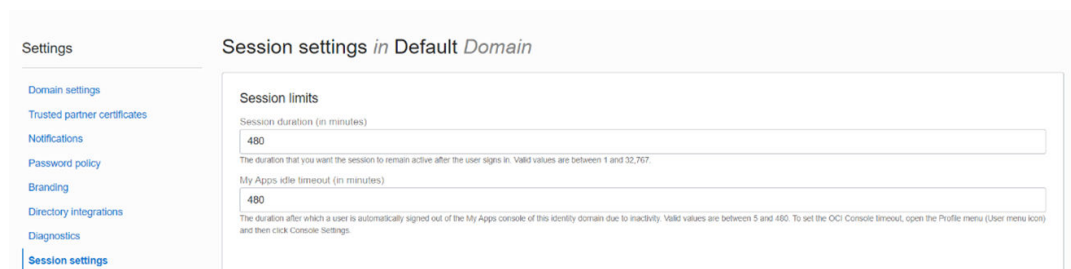 Settings
Domain settings
Trusted partner certificates
Notifications
Password policy
Branding
Directory integrations
Diagnostics
Session settings
Session settings in Default Domain
Session limits
Session duration (in minutes)
480
The duration that you want the session to remain active after the user signs in. Valid values are between 1 and 32,767.
My Apps idle timeout (in minutes)
480
The duration after which a user is automatically signed out of the My Apps console of this identity domain due to inactivity. Valid values are between 5 and 480. To set the OCI Console timeout, open the Profile menu (User menu icon)
and then click Console Settings.